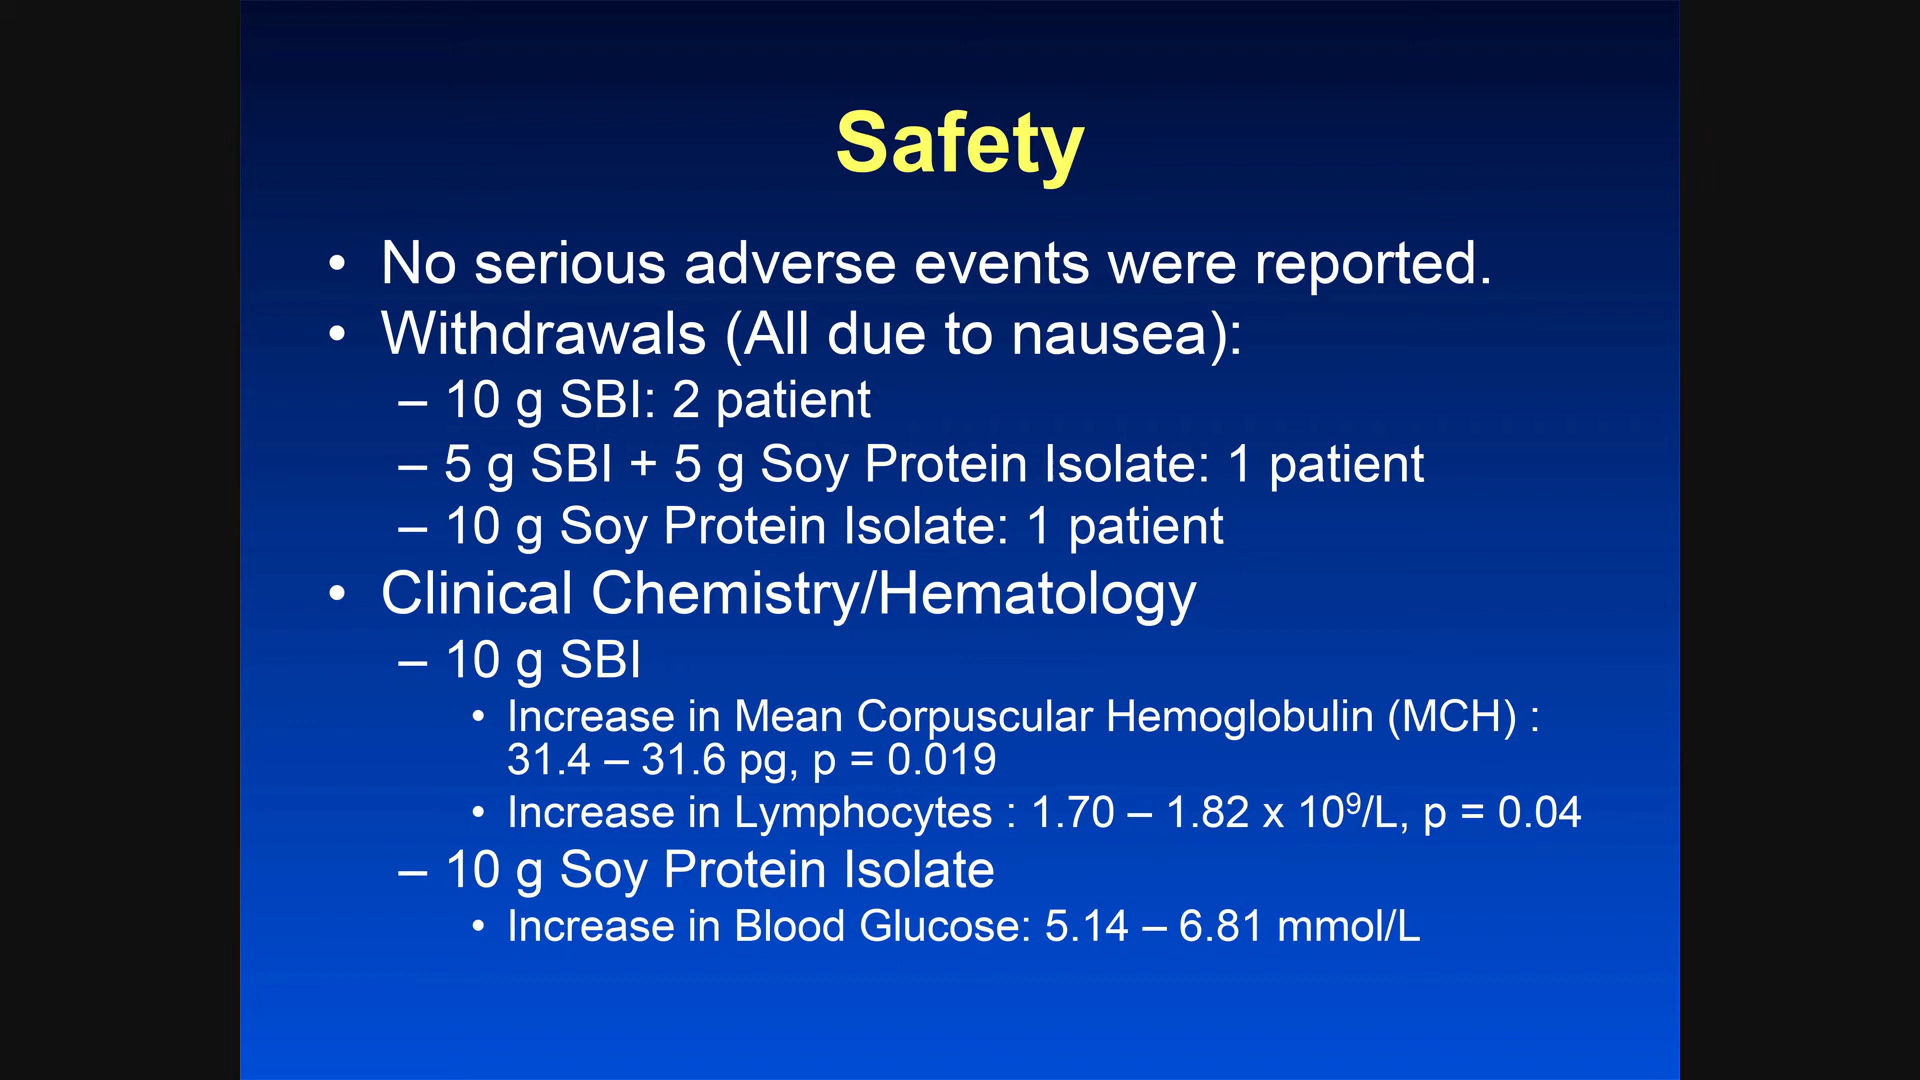 Safety
• No serious adverse events were reported.
• Withdrawals (All due to nausea):
– 10 g SBI: 2 patient
– 5 g SBI + 5 g Soy Protein Isolate: 1 patient
– 10 g Soy Protein Isolate: 1 patient
• Clinical Chemistry/Hematology
– 10 g SBI
• Increase in Mean Corpuscular Hemoglobulin (MCH) :
31.4 – 31.6 pg, p = 0.019
• Increase in Lymphocytes : 1.70 – 1.82 x 10⁹/L, p = 0.04
– 10 g Soy Protein Isolate
• Increase in Blood Glucose: 5.14 – 6.81 mmol/L